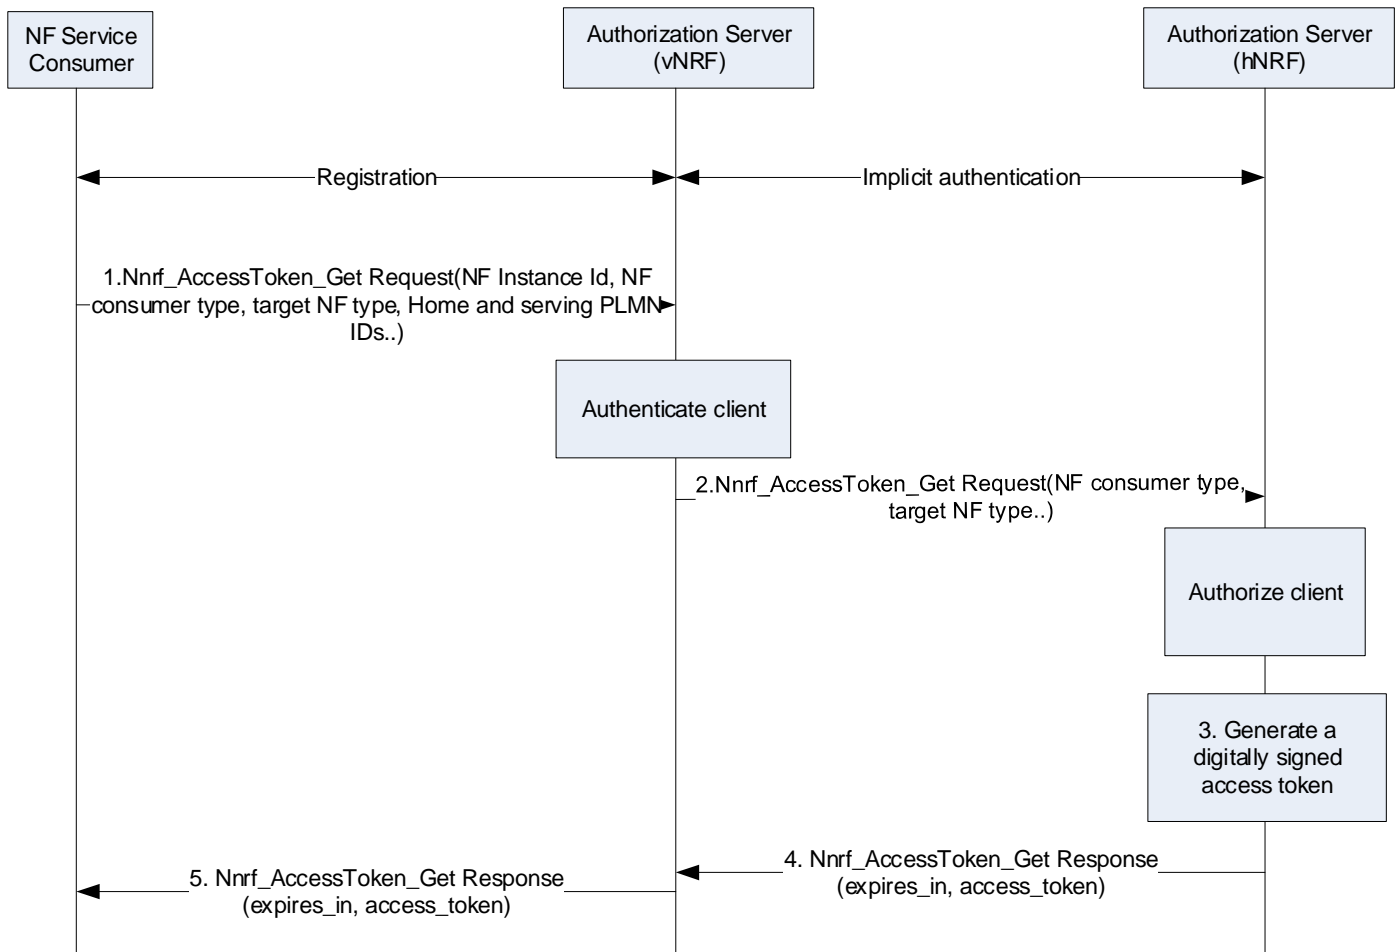 NF Service
Consumer
Authorization Server
(vNRF)
Authorization Server
(hNRF)
Registration
Implicit authentication
1.Nnrf_AccessToken_Get Request(NF Instance Id, NF
consumer type, target NF type, Home and serving PLMN
IDs..)
Authenticate client
2.Nnrf_AccessToken_Get Request(NF consumer type,
target NF type..)
Authorize client
3. Generate a
digitally signed
access token
4. Nnrf_AccessToken_Get Response
(expires_in, access_token)
5. Nnrf_AccessToken_Get Response
(expires_in, access_token)